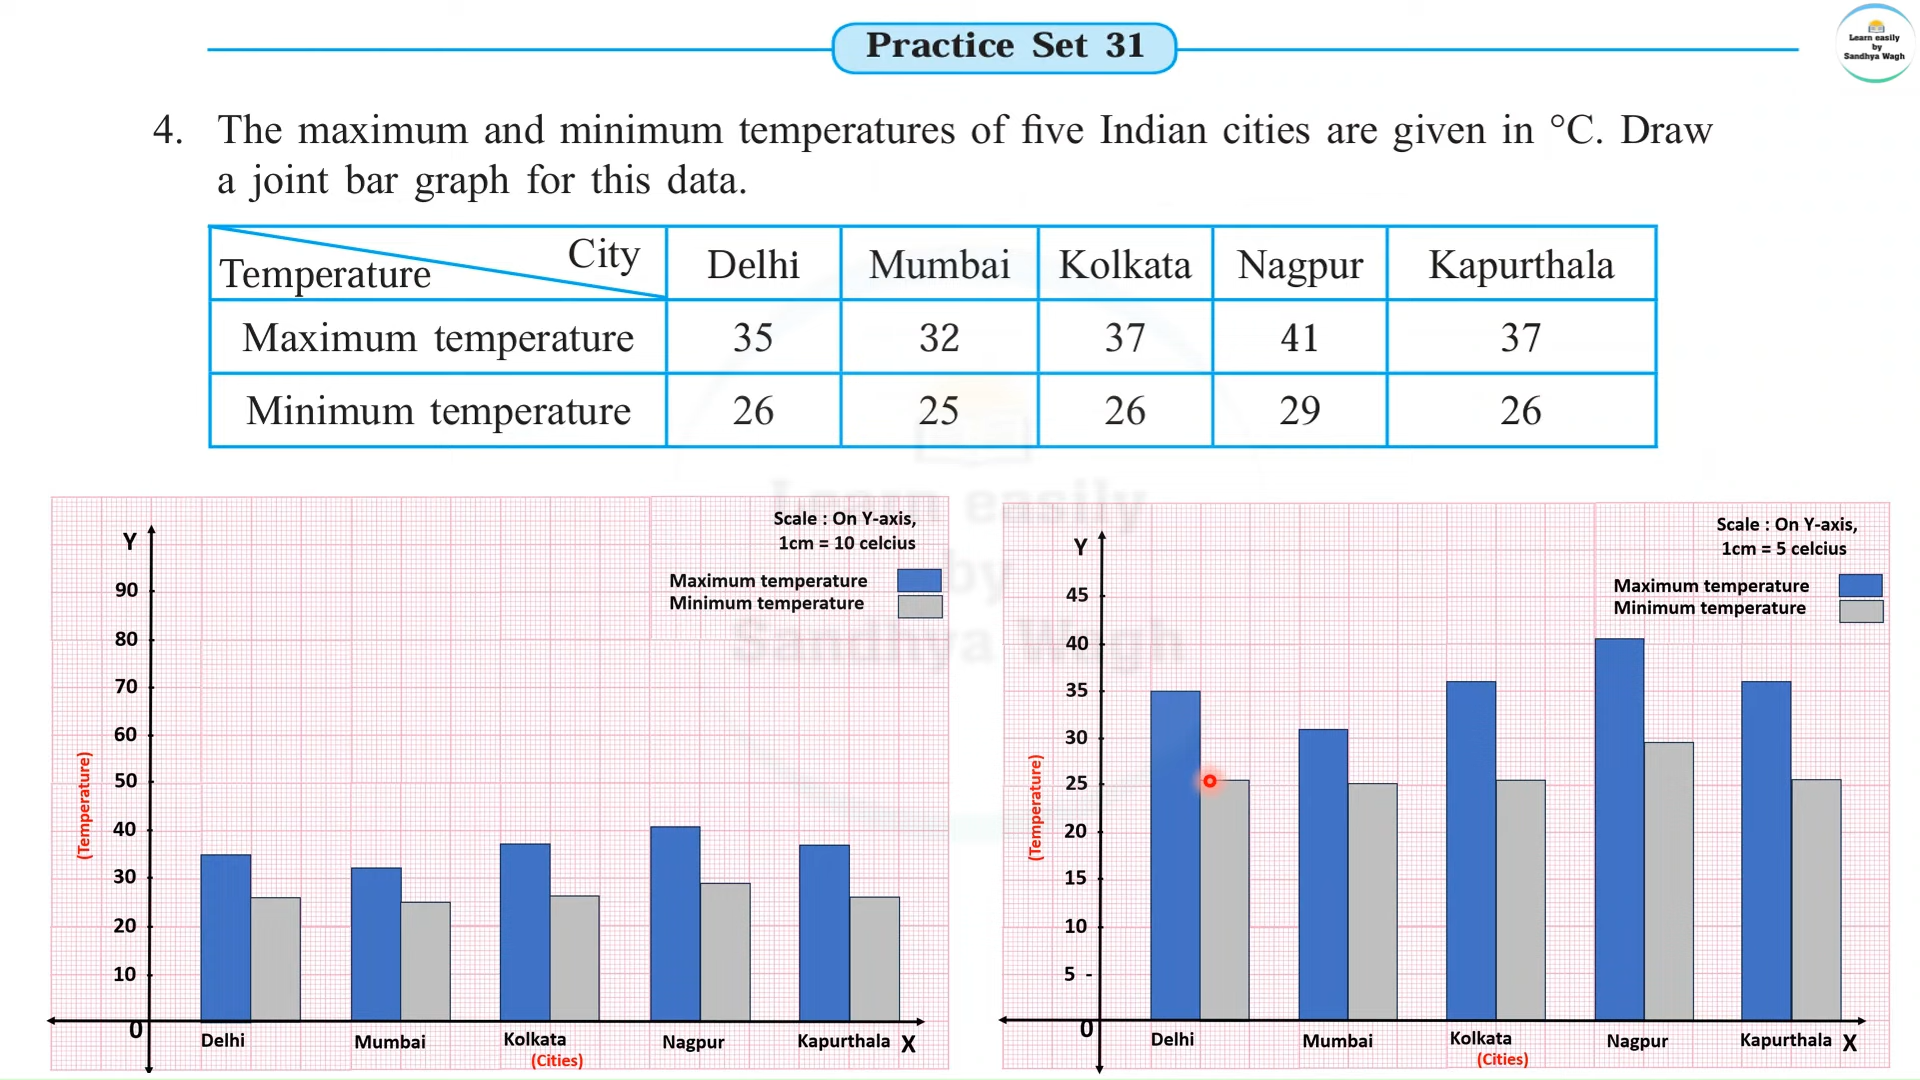 Practice Set 31
Learn easily
by
Sandhya Wagh
4. The maximum and minimum temperatures of five Indian cities are given in °C. Draw
a joint bar graph for this data.
City Delhi Mumbai Kolkata Nagpur Kapurthala
Temperature
Maximum temperature 35 32 37 41 37
Minimum temperature 26 25 26 29 26
Learn easily
by
Sandhya Wagh
Scale : On Y-axis,
1cm = 10 celcius
Maximum temperature
Minimum temperature
Y
90
80
70
60
50
40
30
20
10
0
(Temperature)
Delhi Mumbai Kolkata Nagpur Kapurthala X
(Cities)
Scale : On Y-axis,
1cm = 5 celcius
Maximum temperature
Minimum temperature
Y
45
40
35
30
25
20
15
10
5 -
0
(Temperature)
Delhi Mumbai Kolkata Nagpur Kapurthala X
(Cities)